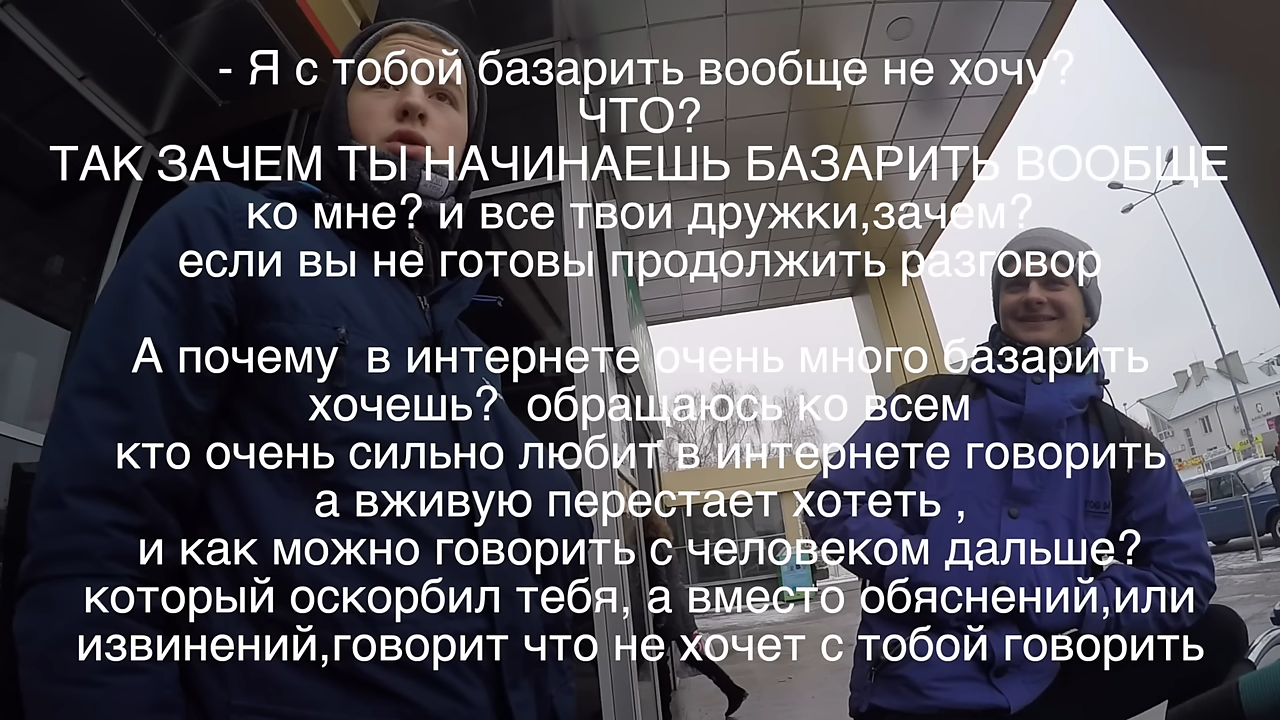 - Я с тобой базарить вообще не хочу?
ЧТО?
ТАК ЗАЧЕМ ТЫ НАЧИНАЕШЬ БАЗАРИТЬ ВООБЩЕ
ко мне? и все твои дружки,зачем?
если вы не готовы продолжить разговор
А почему  в интернете очень много базарить
хочешь?  обращаюсь ко всем
кто очень сильно любит в интернете говорить
а вживую перестает хотеть ,
и как можно говорить с человеком дальше?
который оскорбил тебя, а вместо обяснений,или
извинений,говорит что не хочет с тобой говорить